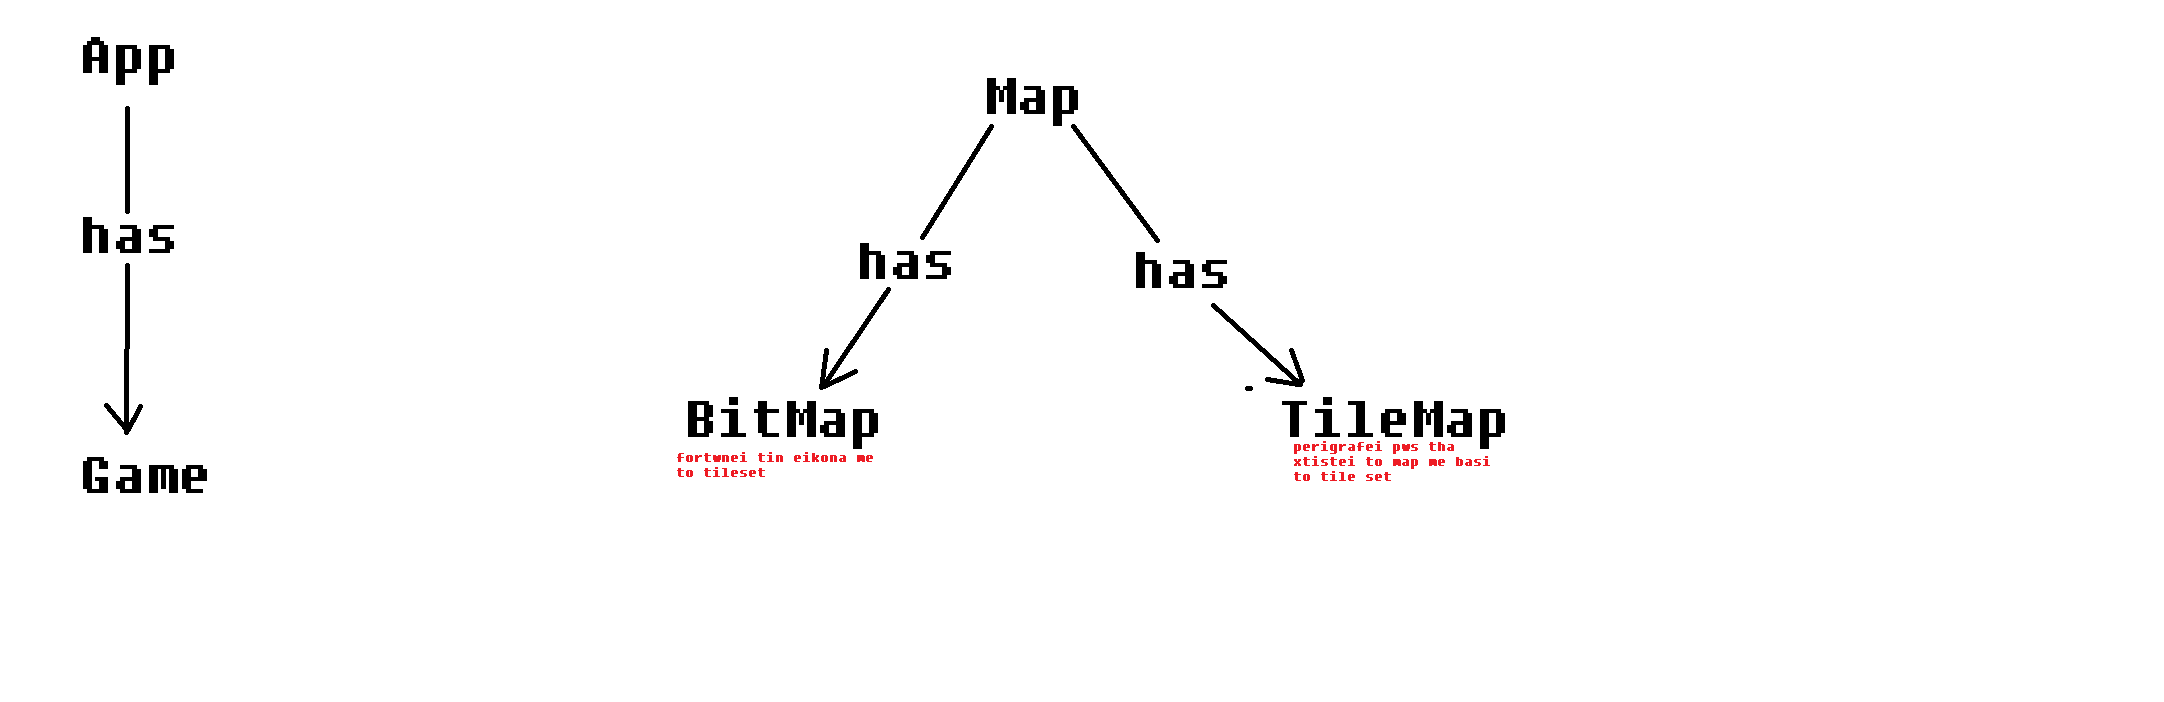 App
has
Game
Map
has
has
BitMap
fortwnei tin eikona me
to tileset
TileMap
perigrafei pws tha
xtistei to map me basi
to tile set